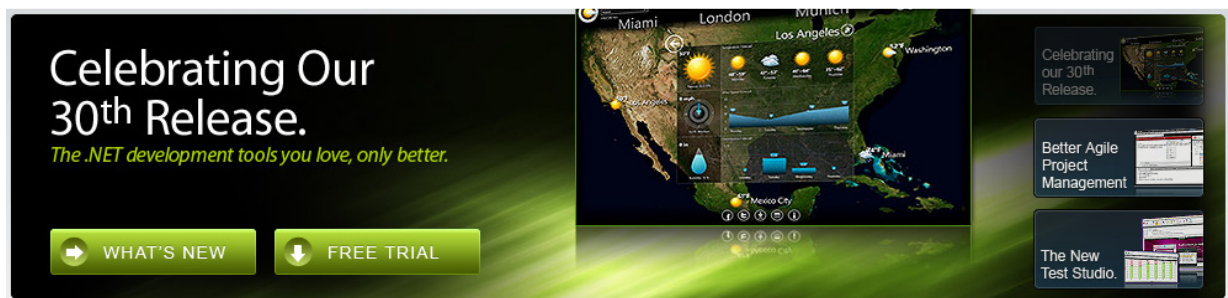 Celebrating Our
30th Release.
The .NET development tools you love, only better.
WHAT'S NEW
FREE TRIAL
Miami
London
Munich
Los Angeles
Washington
Los Angeles
Miami
Mexico City
Celebrating
our 30th
Release.
Better Agile
Project
Management
The New
Test Studio.